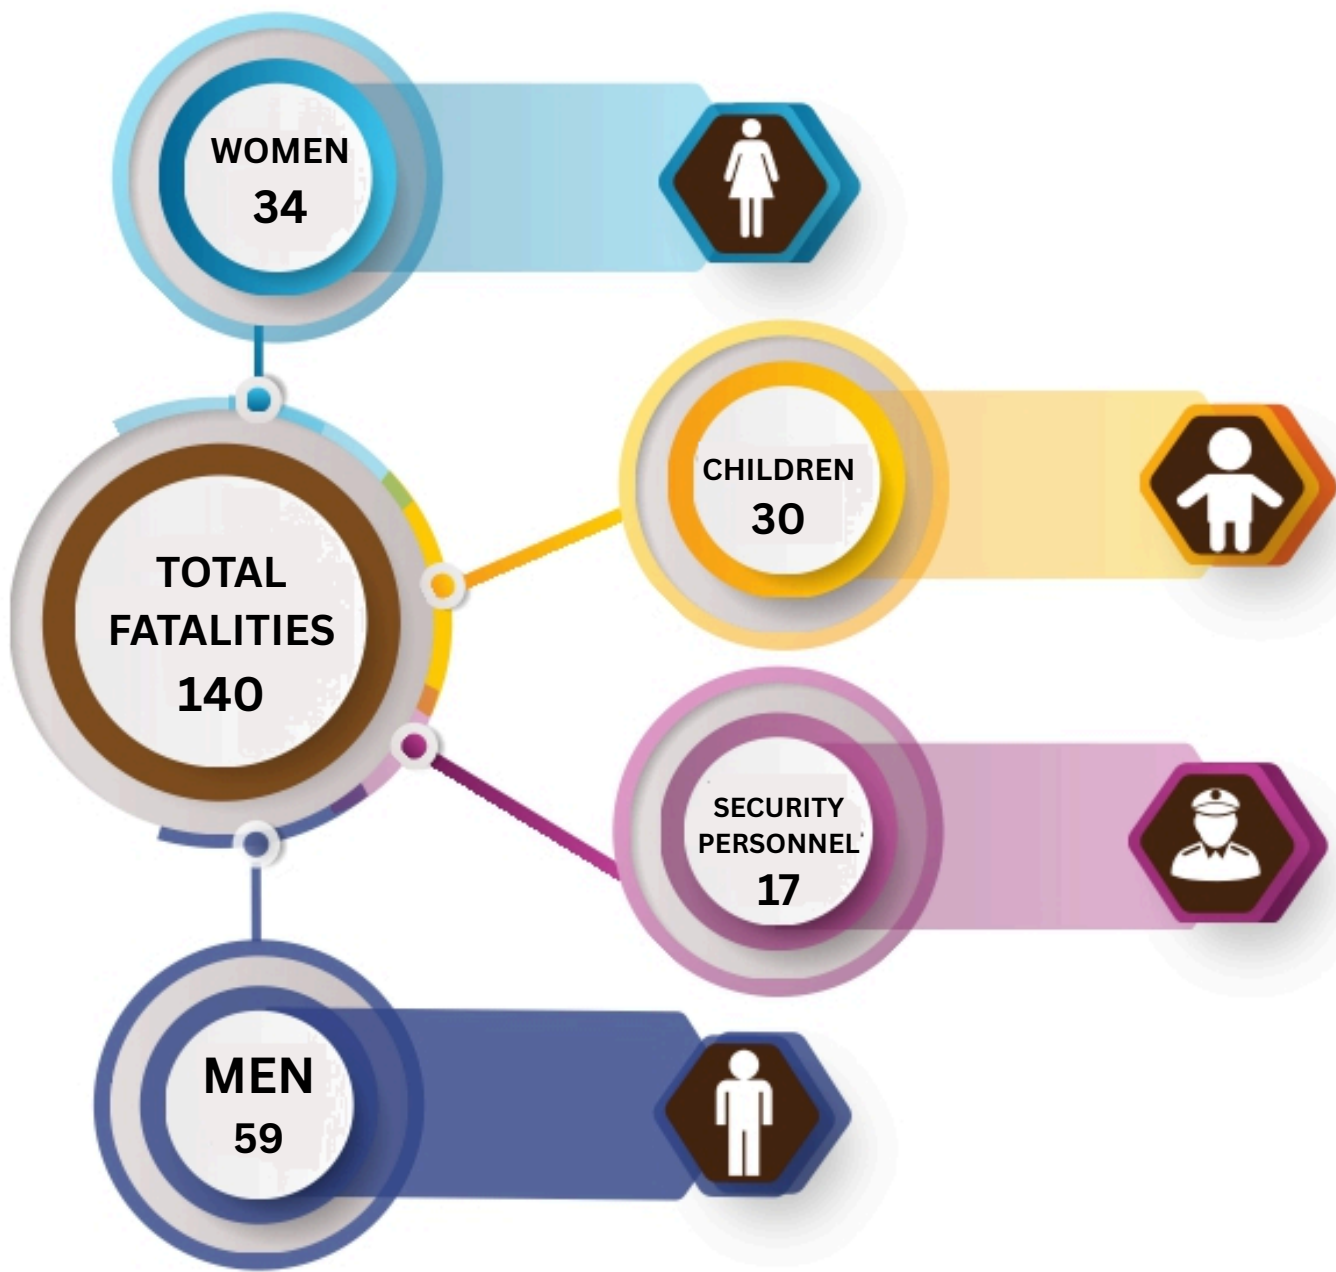 WOMEN
34
CHILDREN
30
TOTAL
FATALITIES
140
SECURITY
PERSONNEL
17
MEN
59